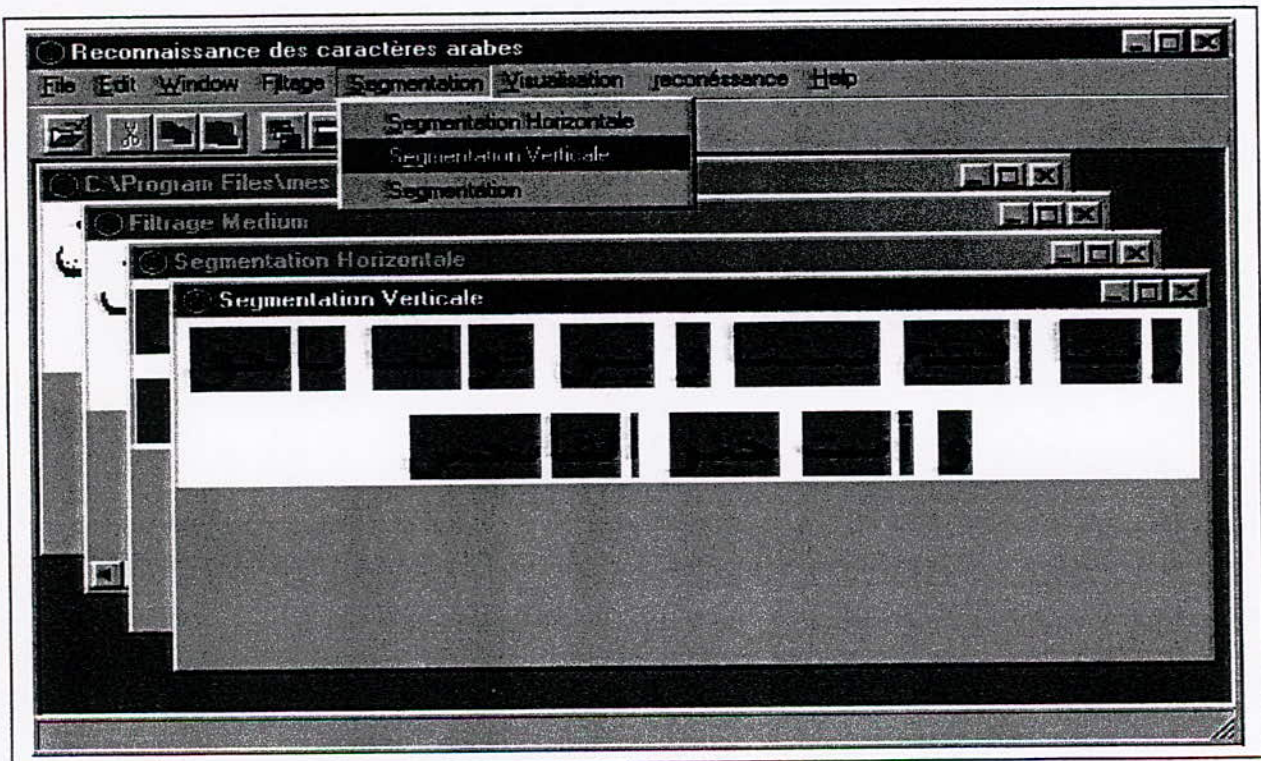 Reconnaissance des caractères arabes
File Edit Window Filtage Segmentation Visualisation reconéssance Help
Segmentation Horizontale
Segmentation Verticale
Segmentation
C:\Program Files\mes
Filtrage Medium
Segmentation Horizontale
Segmentation Verticale